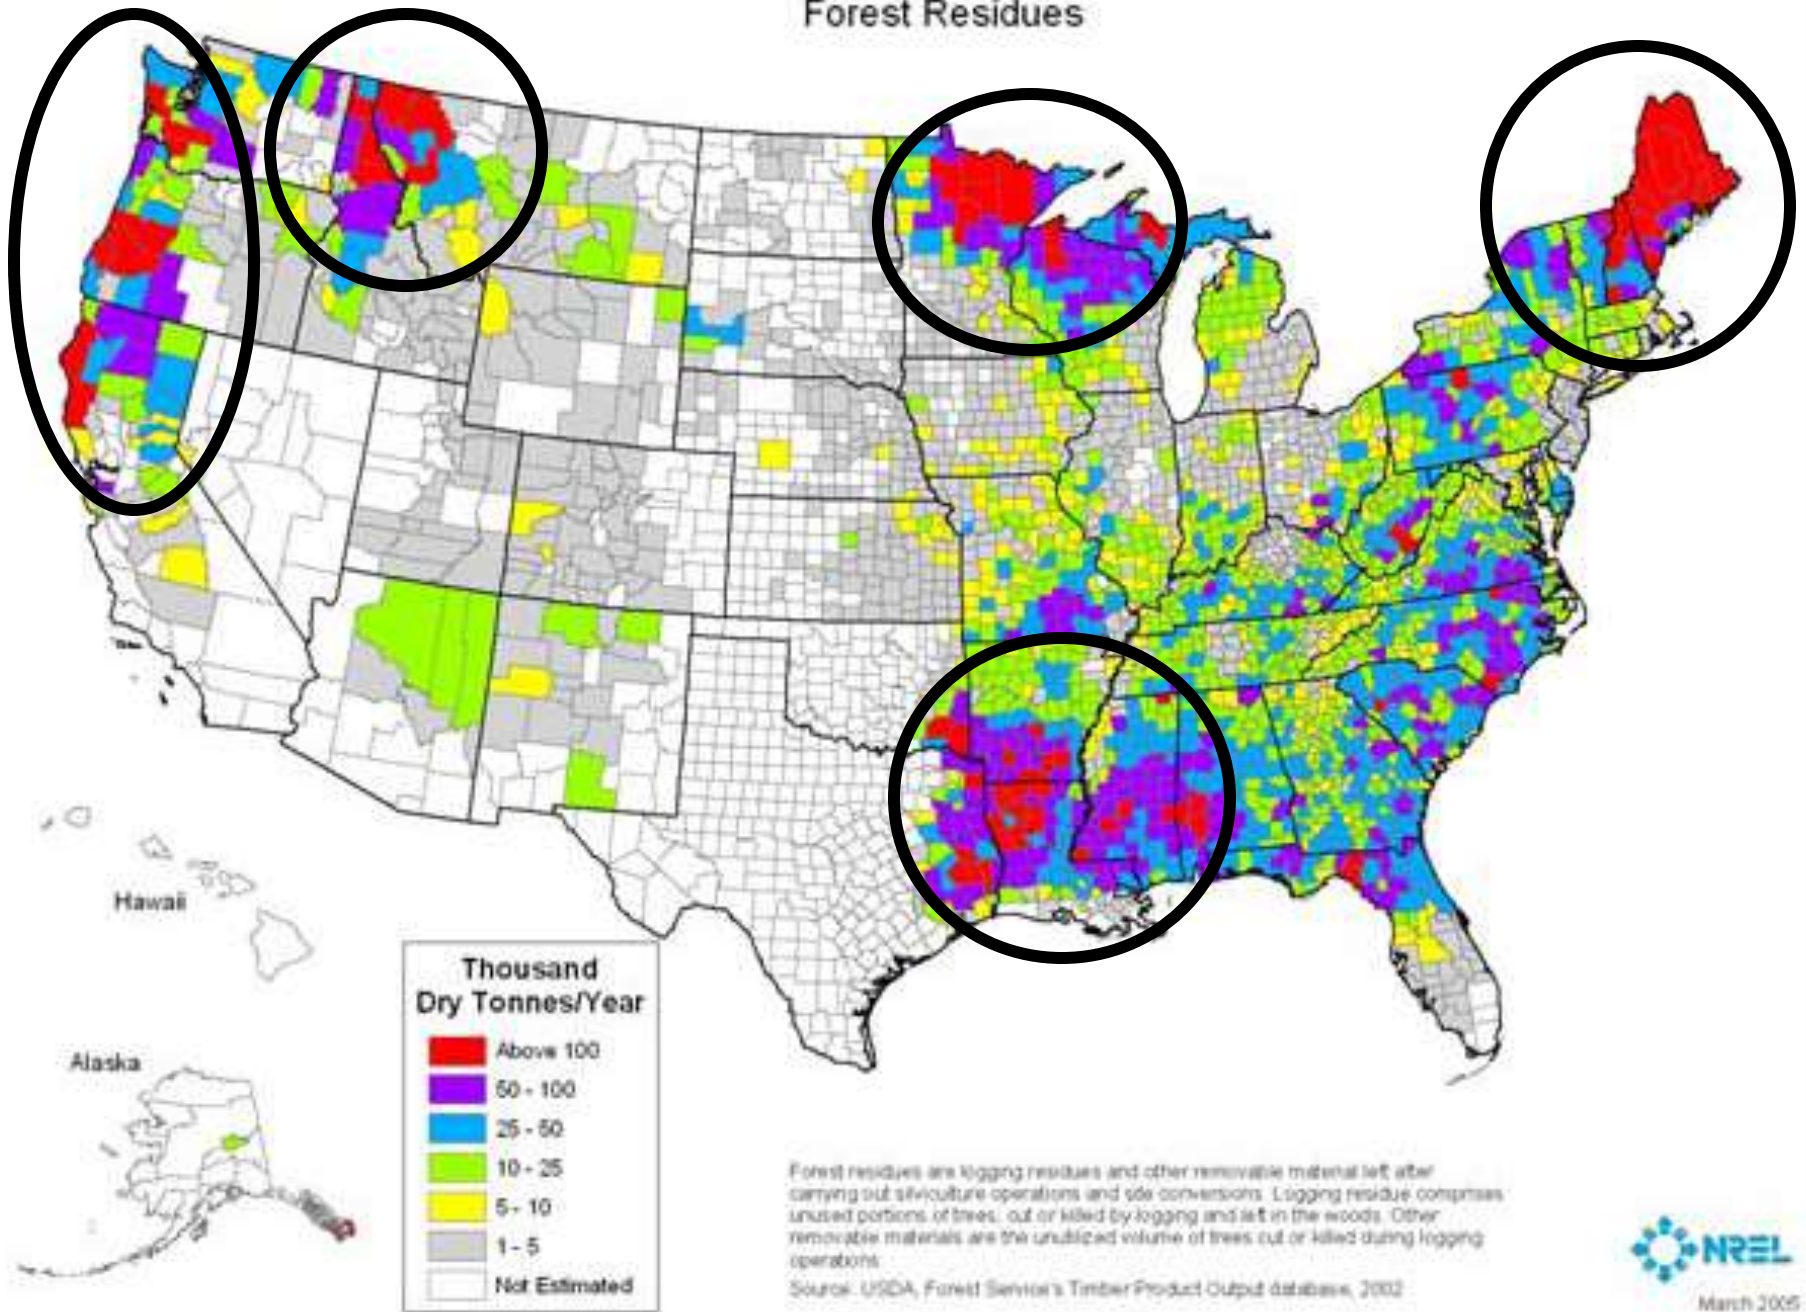 Forest Residues
Hawaii
Thousand
Dry Tonnes/Year
Above 100
50 - 100
25 - 50
10 - 25
5 - 10
1 - 5
Not Estimated
Alaska
Forest residues are logging residues and other removable material left after
carrying out silviculture operations and site conversions. Logging residue comprises
unused portions of trees, cut or killed by logging and left in the woods. Other
removable materials are the unutilized volume of trees cut or killed during logging
operations.
Source: USDA, Forest Service's Timber Product Output database, 2002
NREL
March 2005